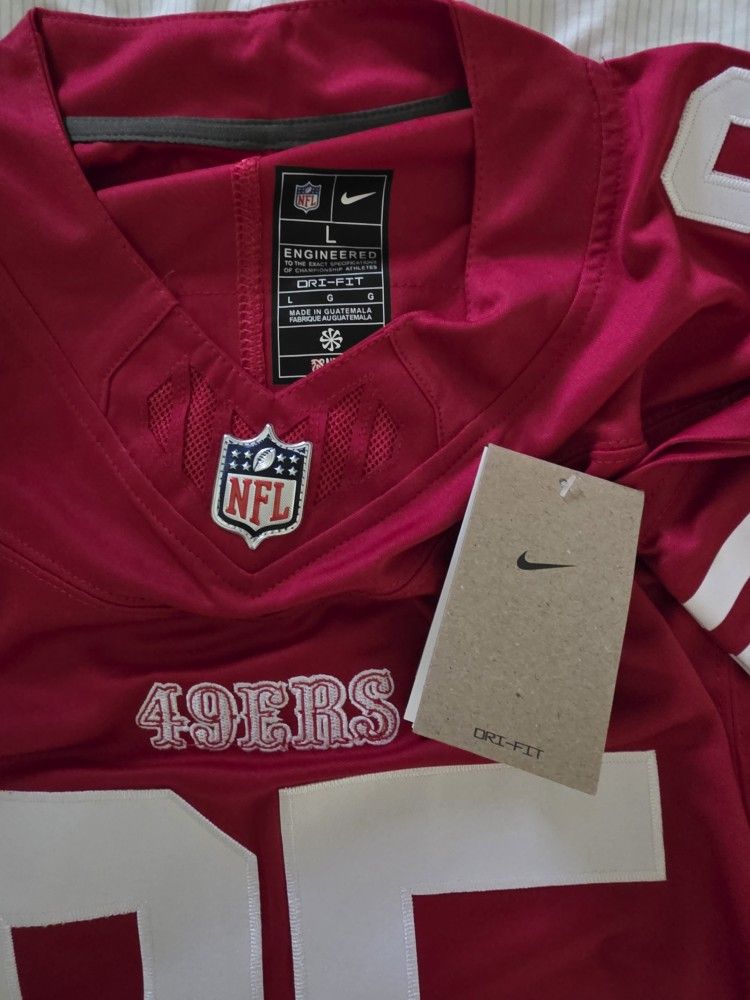 NFL
L
ENGINEERED
TO THE EXACT SPECIFICATIONS
OF CHAMPIONSHIP ATHLETES
DRI-FIT
L G G
MADE IN GUATEMALA
FABRIQUE AU GUATEMALA
NFL
49ERS
DRI-FIT